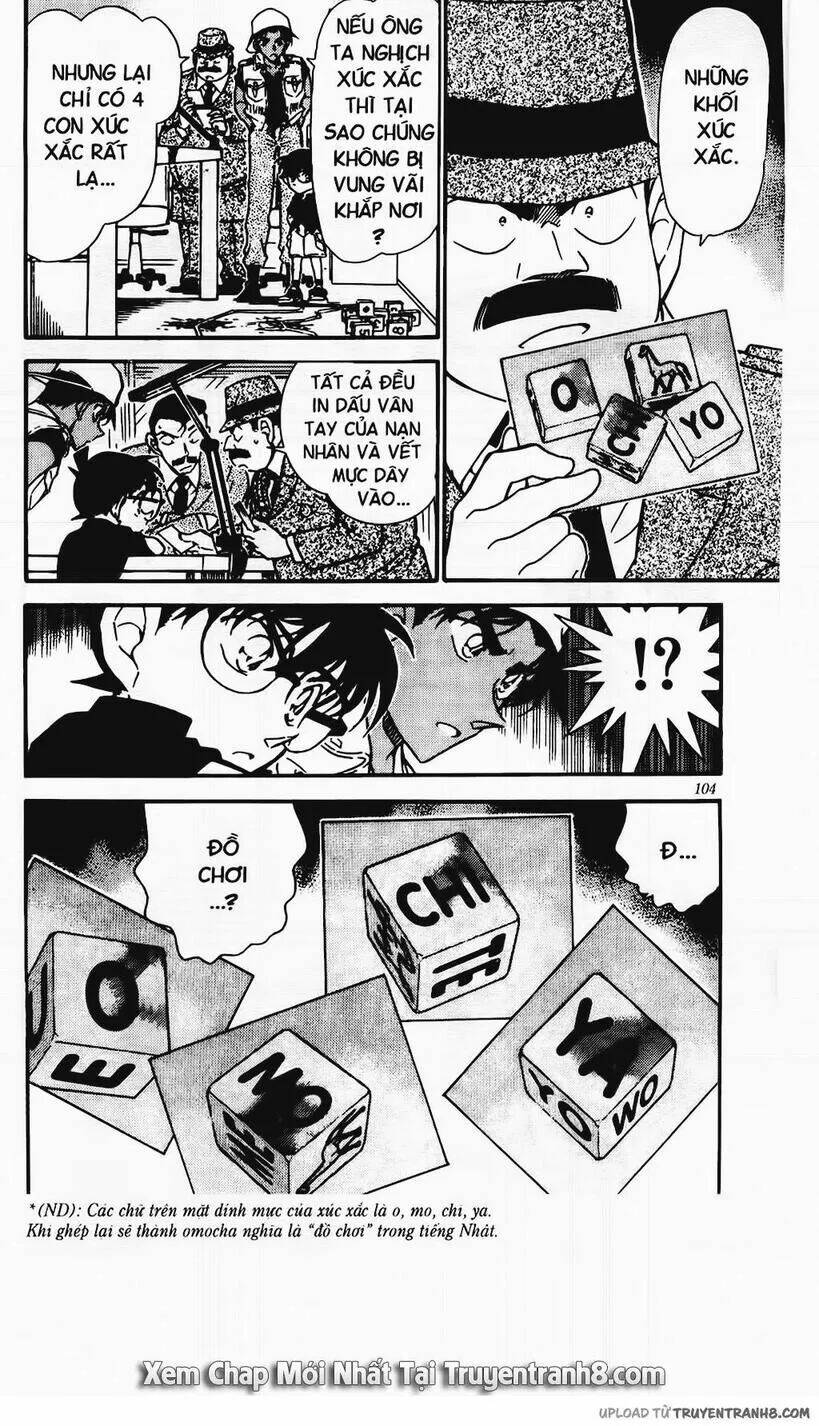 NHỮNG
KHỐI
XÚC
XẮC.
NẾU ÔNG
TA NGHỊCH
XÚC XẮC
THÌ TẠI
SAO CHÚNG
KHÔNG BỊ
VUNG VÃI
KHẮP NƠI
?
NHƯNG LẠI
CHỈ CÓ 4
CON XÚC
XẮC RẤT
LẠ...
O
CHI
YO
TẤT CẢ ĐỀU
IN DẤU VÂN
TAY CỦA NẠN
NHÂN VÀ VẾT
MỰC DÂY
VÀO...
!?
104
Đ...
ĐỒ
CHƠI
...?
CHI
TE
O
E
MO
ME
YA
YO
WO
*(ND): Các chữ trên mặt dính mực của xúc xắc là o, mo, chi, ya.
Khi ghép lại sẽ thành omocha nghĩa là “đồ chơi” trong tiếng Nhật.
Xem Chap Mới Nhất Tại Truyentranh8.com
UPLOAD TỪ TRUYENTRANH8.COM